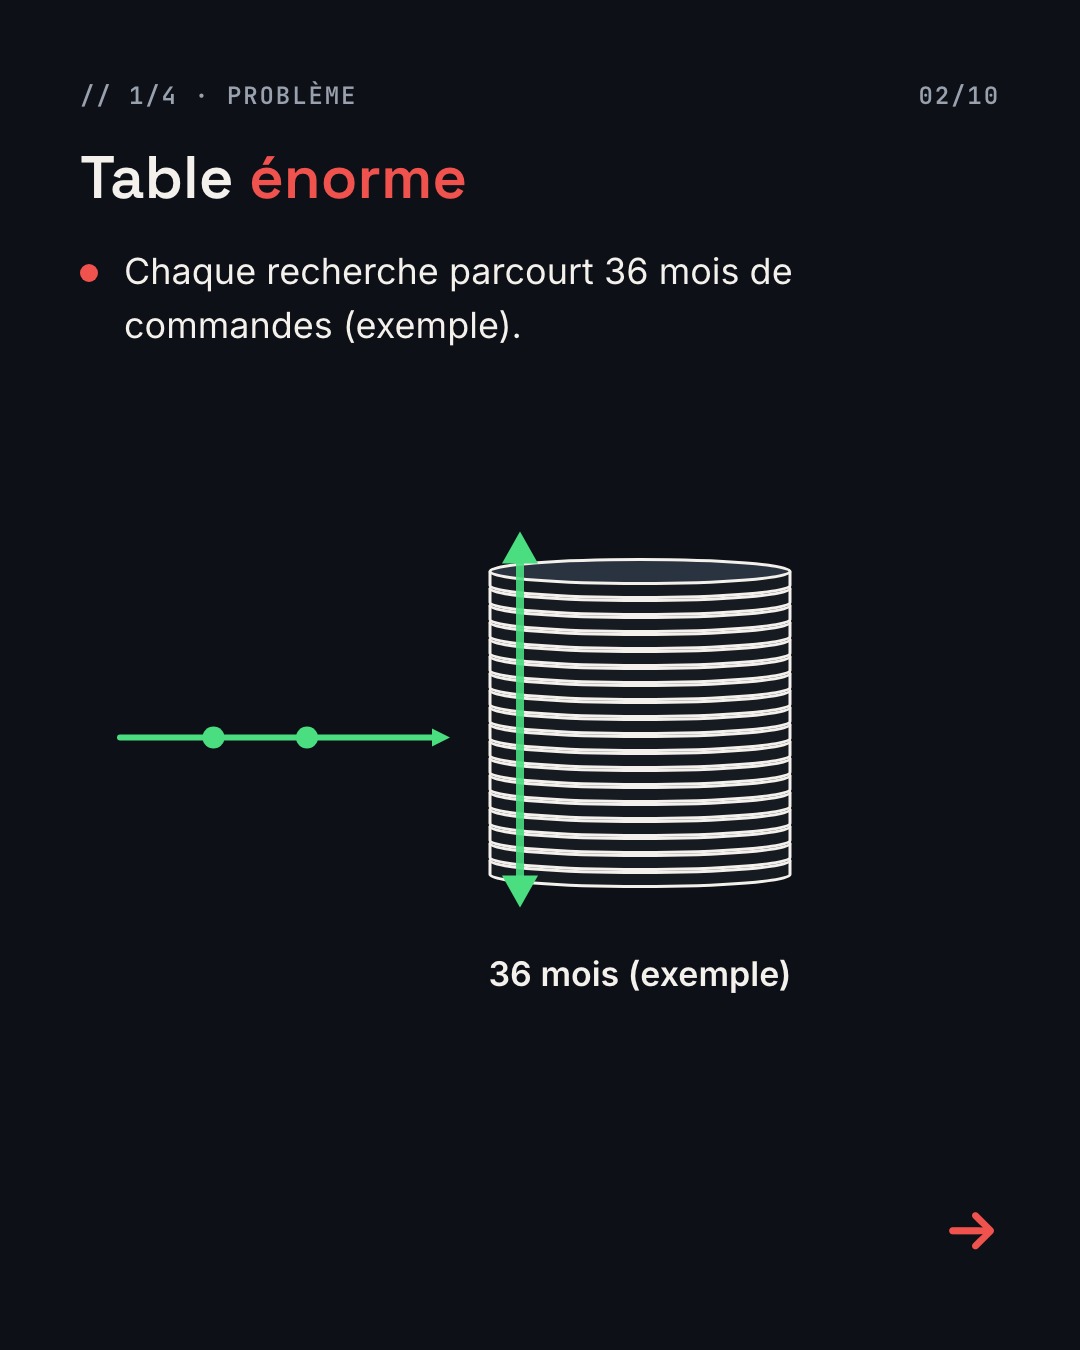 // 1/4 · PROBLÈME
02/10
Table énorme
Chaque recherche parcourt 36 mois de
commandes (exemple).
36 mois (exemple)